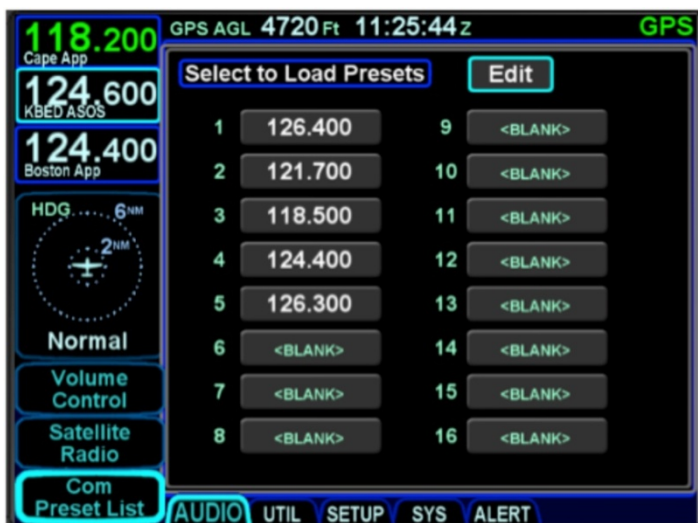 118.200
Cape App
124.600
KBED ASOS
124.400
Boston App
GPS AGL 4720 Ft 11:25:44 Z GPS
Select to Load Presets Edit
1 126.400 9 <BLANK>
2 121.700 10 <BLANK>
3 118.500 11 <BLANK>
4 124.400 12 <BLANK>
5 126.300 13 <BLANK>
6 <BLANK> 14 <BLANK>
7 <BLANK> 15 <BLANK>
8 <BLANK> 16 <BLANK>
HDG 6NM
2NM
Normal
Volume
Control
Satellite
Radio
Com
Preset List
AUDIO UTIL SETUP SYS ALERT